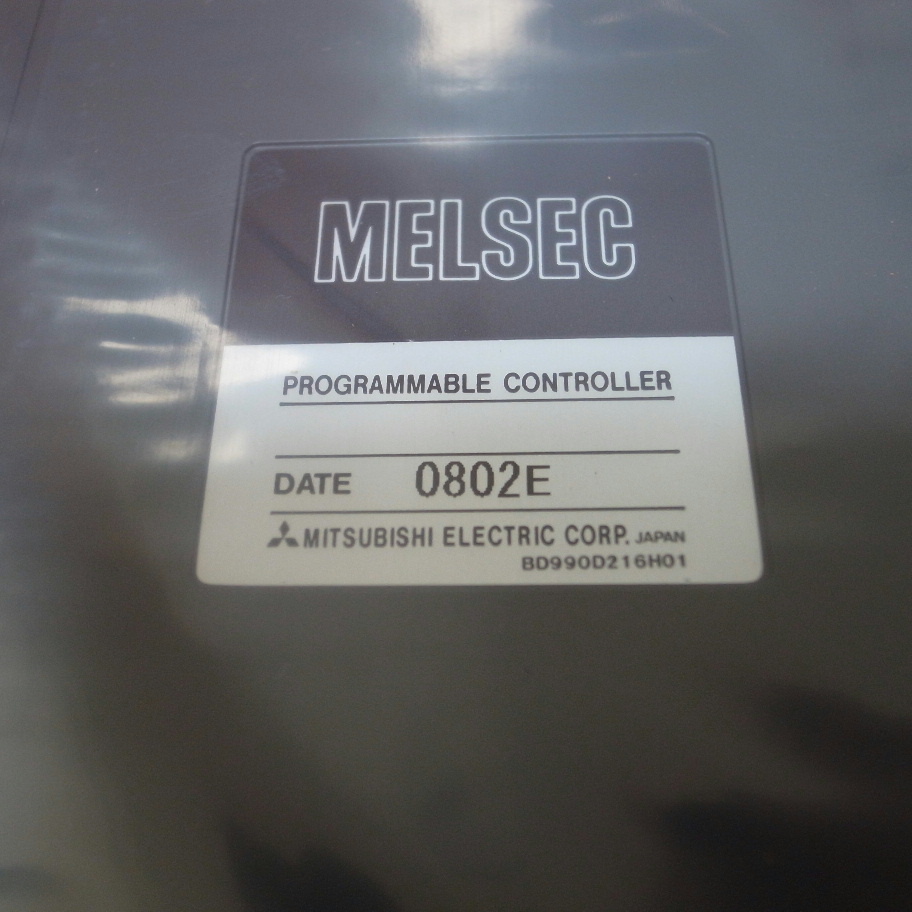 MELSEC
PROGRAMMABLE CONTROLLER
DATE 0802E
MITSUBISHI ELECTRIC CORP. JAPAN
BD990D216H01